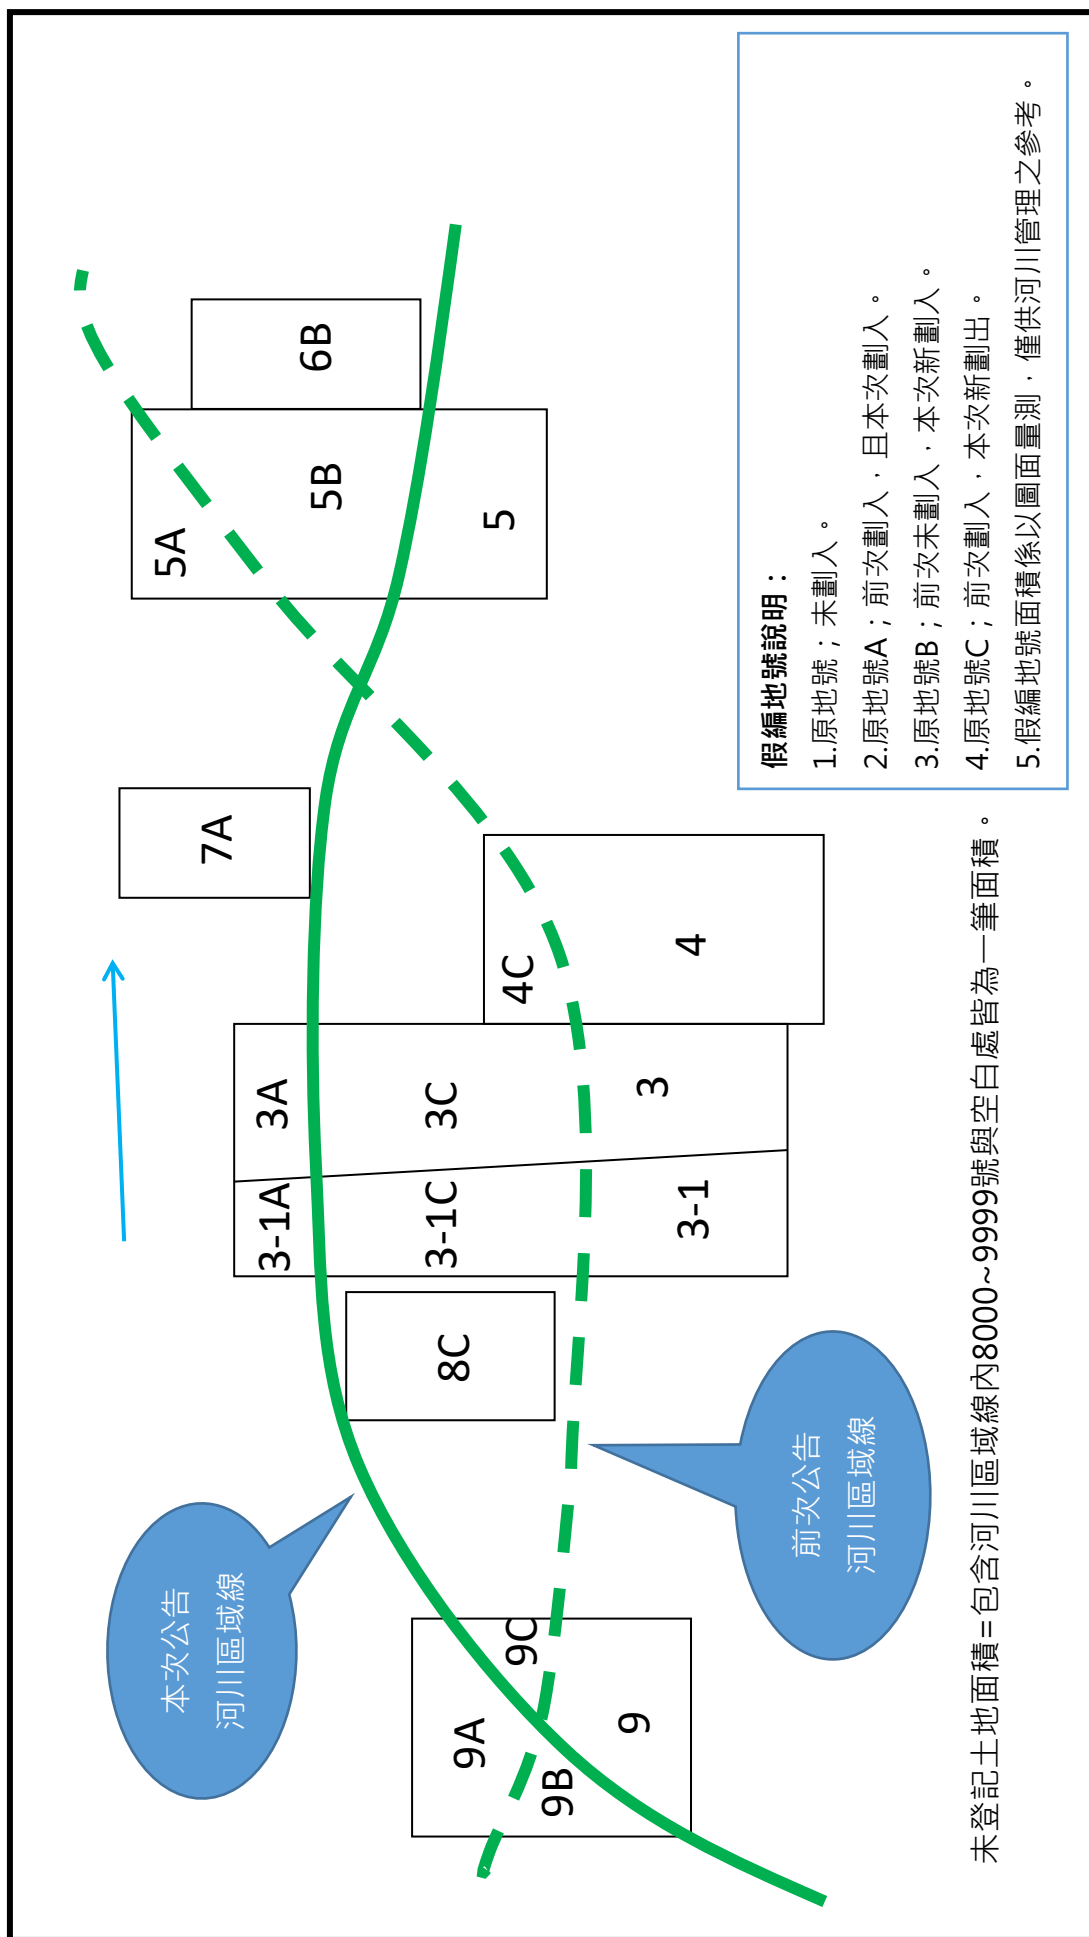 本次公告
河川區域線
前次公告
河川區域線
9A
9B
9C
9
8C
3-1A
3-1C
3-1
3A
3C
3
4C
4
7A
5A
5B
5
6B
假編地號說明：
1.原地號；未劃入。
2.原地號A；前次劃入，且本次劃入。
3.原地號B；前次未劃入，本次新劃入。
4.原地號C；前次劃入，本次新劃出。
5.假編地號面積係以圖面量測，僅供河川管理之參考。
未登記土地面積=包含河川區域線內8000~9999號與空白處皆為一筆面積。